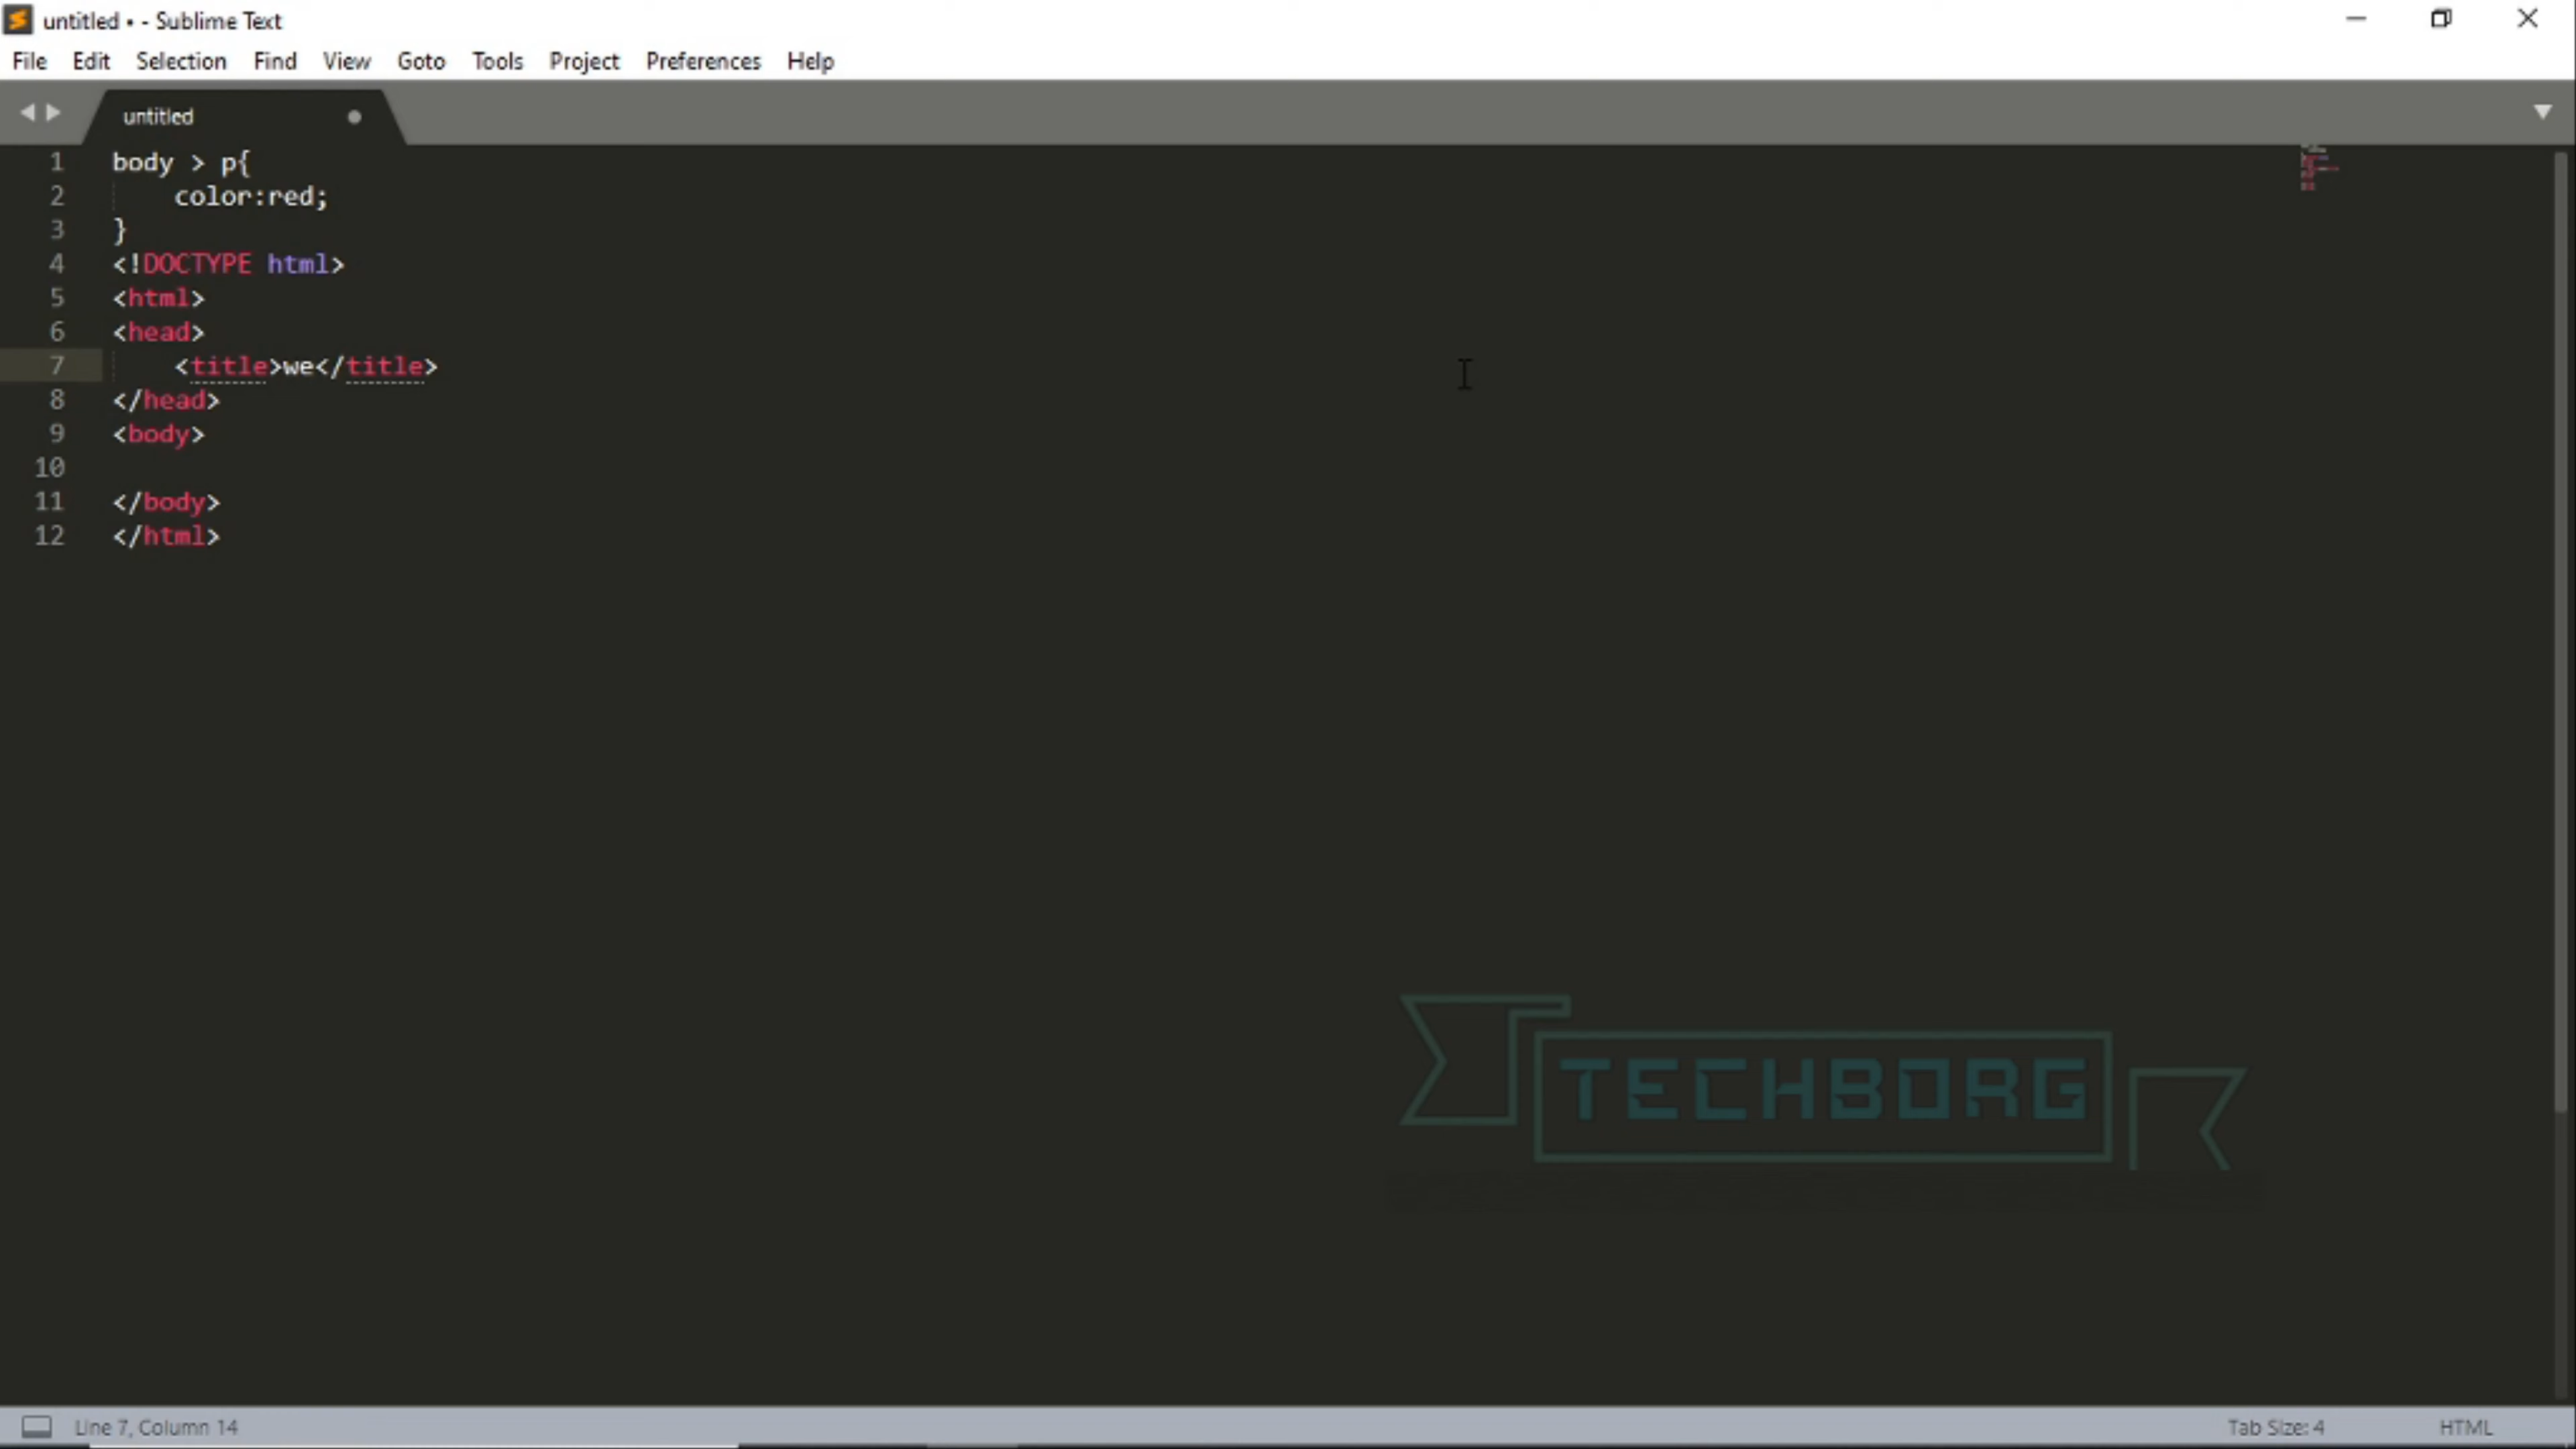 untitled • - Sublime Text
File Edit Selection Find View Goto Tools Project Preferences Help
untitled
1 body > p{
2     color:red;
3 }
4 <!DOCTYPE html>
5 <html>
6 <head>
7     <title>we</title>
8 </head>
9 <body>
10
11 </body>
12 </html>
TECHBORG
Line 7, Column 14 Tab Size: 4 HTML